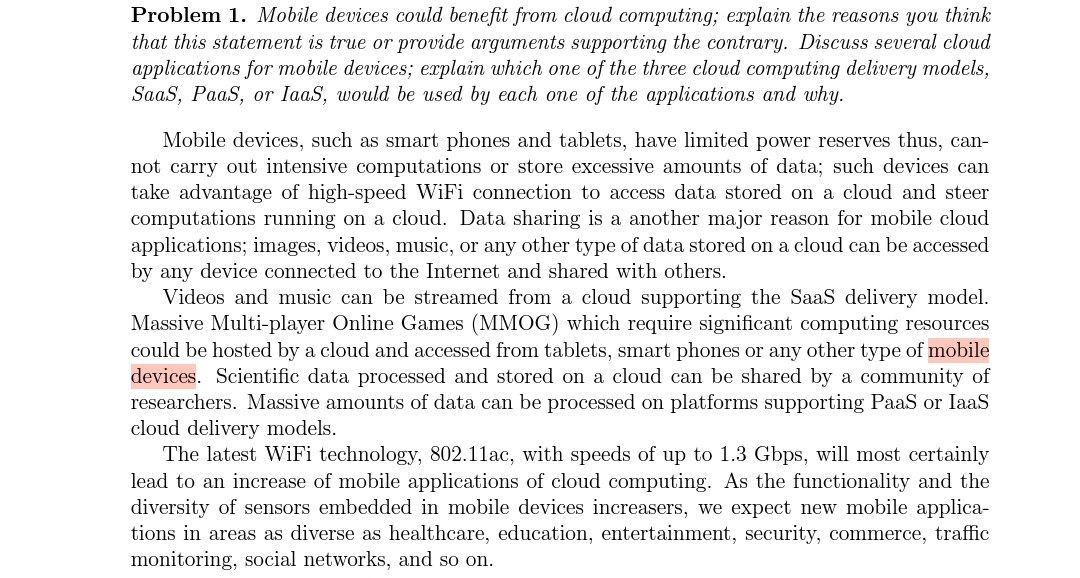 Problem 1. Mobile devices could benefit from cloud computing; explain the reasons you think
that this statement is true or provide arguments supporting the contrary. Discuss several cloud
applications for mobile devices; explain which one of the three cloud computing delivery models,
SaaS, PaaS, or IaaS, would be used by each one of the applications and why.
Mobile devices, such as smart phones and tablets, have limited power reserves thus, can-
not carry out intensive computations or store excessive amounts of data; such devices can
take advantage of high-speed WiFi connection to access data stored on a cloud and steer
computations running on a cloud. Data sharing is a another major reason for mobile cloud
applications; images, videos, music, or any other type of data stored on a cloud can be accessed
by any device connected to the Internet and shared with others.
Videos and music can be streamed from a cloud supporting the SaaS delivery model.
Massive Multi-player Online Games (MMOG) which require significant computing resources
could be hosted by a cloud and accessed from tablets, smart phones or any other type of mobile
devices. Scientific data processed and stored on a cloud can be shared by a community of
researchers. Massive amounts of data can be processed on platforms supporting PaaS or IaaS
cloud delivery models.
The latest WiFi technology, 802.11ac, with speeds of up to 1.3 Gbps, will most certainly
lead to an increase of mobile applications of cloud computing. As the functionality and the
diversity of sensors embedded in mobile devices increasers, we expect new mobile applica-
tions in areas as diverse as healthcare, education, entertainment, security, commerce, traffic
monitoring, social networks, and so on.